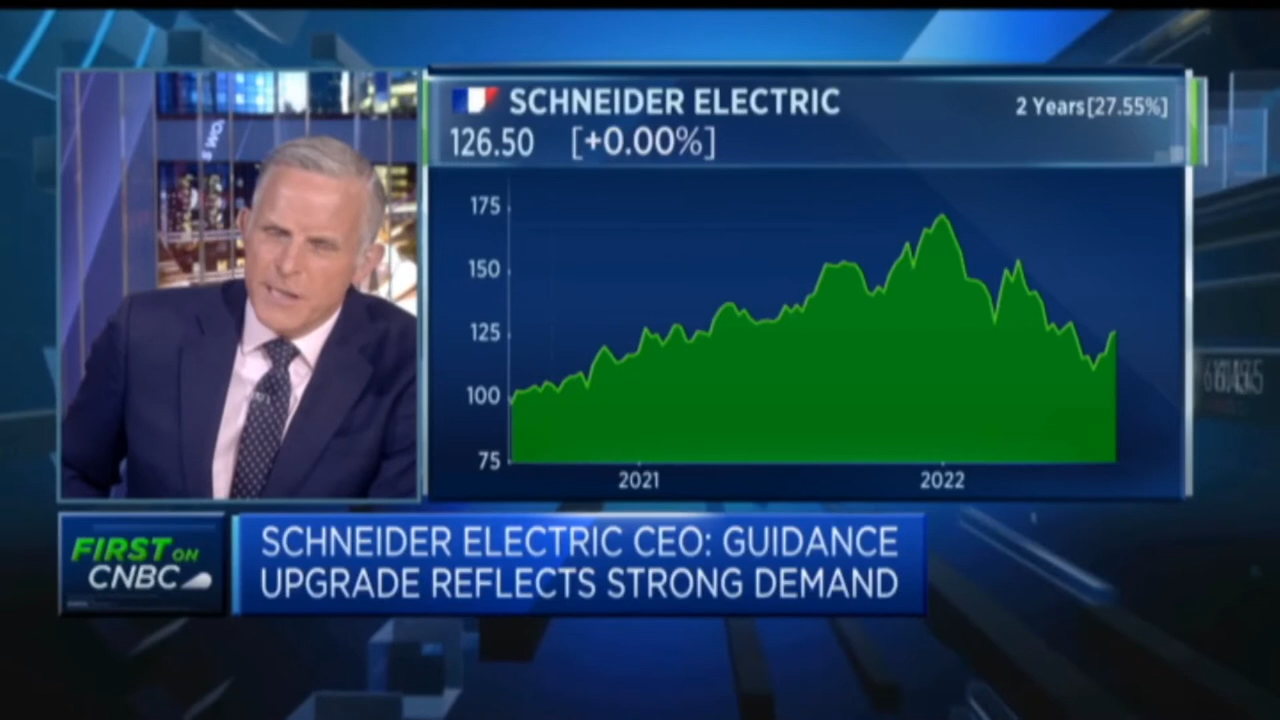 SCHNEIDER ELECTRIC
2 Years[27.55%]
126.50 [+0.00%]
175
150
125
100
75
2021 2022
FIRST ON
CNBC
SCHNEIDER ELECTRIC CEO: GUIDANCE
UPGRADE REFLECTS STRONG DEMAND